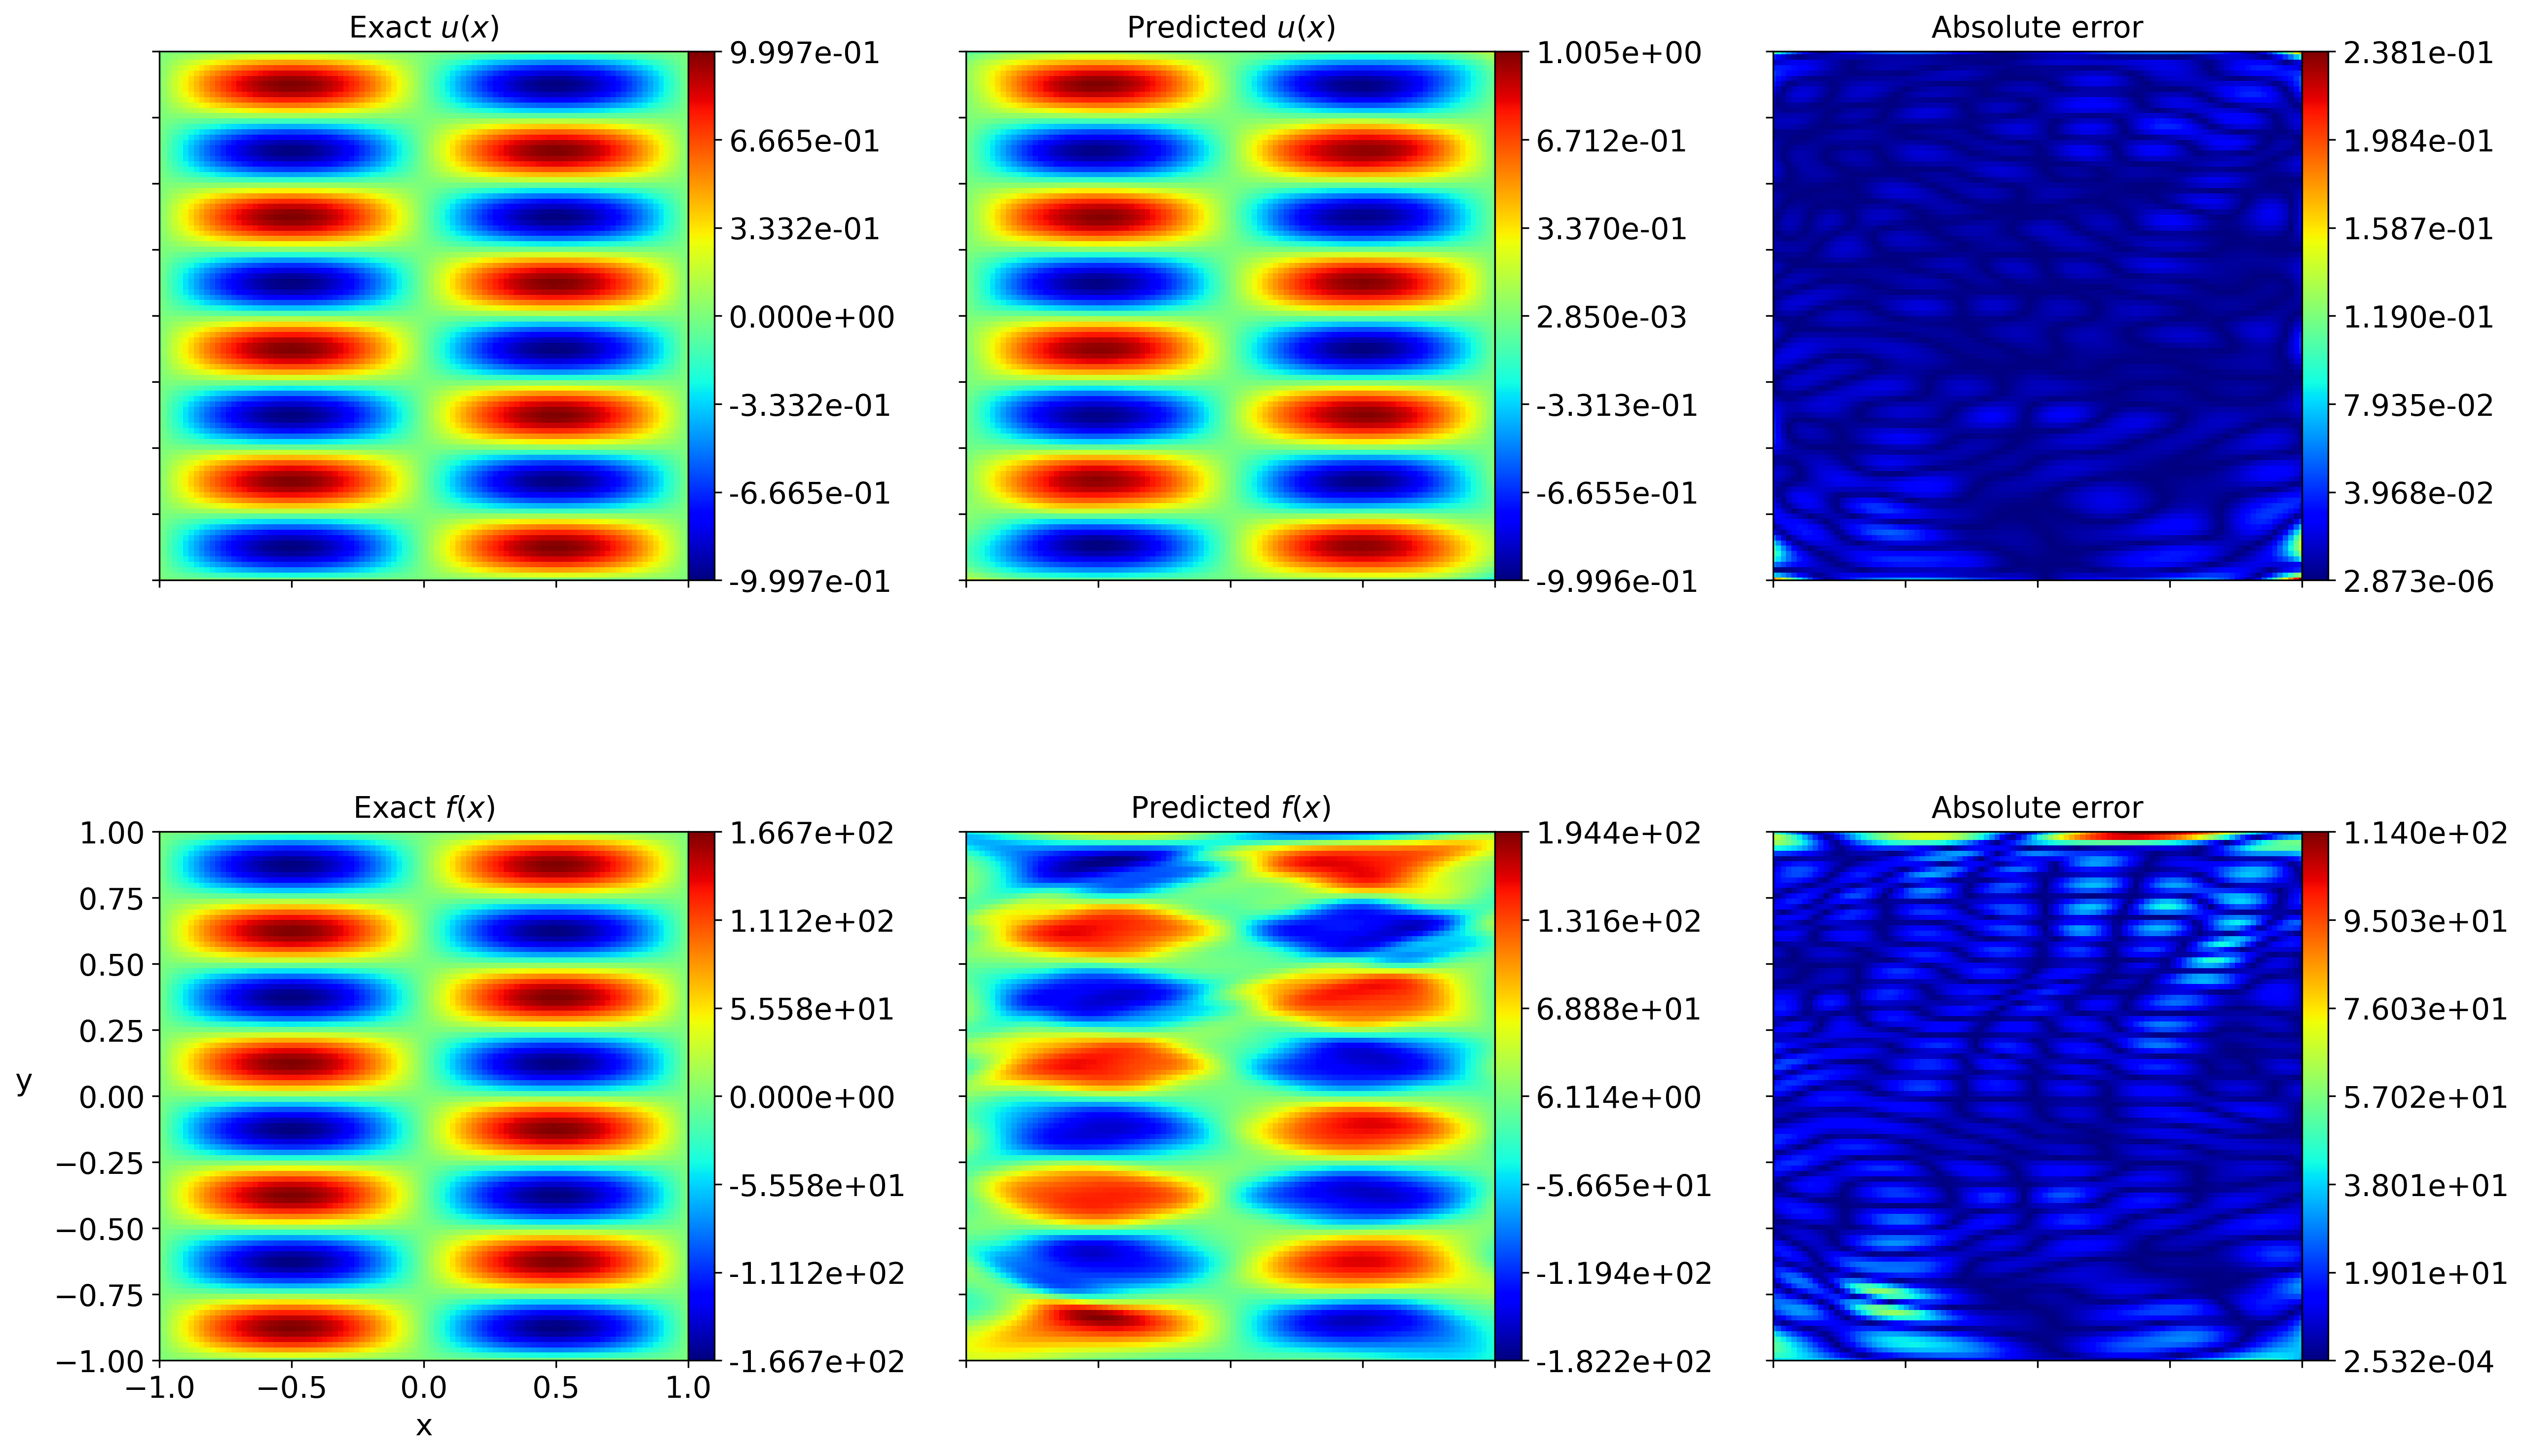 Exact u(x)
9.997e-01
6.665e-01
3.332e-01
0.000e+00
-3.332e-01
-6.665e-01
-9.997e-01
Predicted u(x)
1.005e+00
6.712e-01
3.370e-01
2.850e-03
-3.313e-01
-6.655e-01
-9.996e-01
Absolute error
2.381e-01
1.984e-01
1.587e-01
1.190e-01
7.935e-02
3.968e-02
2.873e-06
Exact f(x)
y
1.00
0.75
0.50
0.25
0.00
−0.25
−0.50
−0.75
−1.00
−1.0 −0.5 0.0 0.5 1.0
x
1.667e+02
1.112e+02
5.558e+01
0.000e+00
-5.558e+01
-1.112e+02
-1.667e+02
Predicted f(x)
1.944e+02
1.316e+02
6.888e+01
6.114e+00
-5.665e+01
-1.194e+02
-1.822e+02
Absolute error
1.140e+02
9.503e+01
7.603e+01
5.702e+01
3.801e+01
1.901e+01
2.532e-04